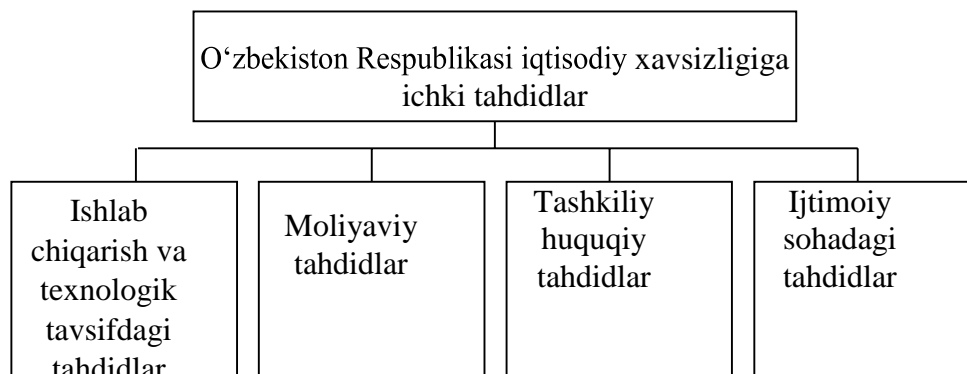 O‘zbekiston Respublikasi iqtisodiy xavsizligiga
ichki tahdidlar
Ishlab
chiqarish va
texnologik
tavsifdagi
tahdidlar
Moliyaviy
tahdidlar
Tashkiliy
huquqiy
tahdidlar
Ijtimoiy
sohadagi
tahdidlar